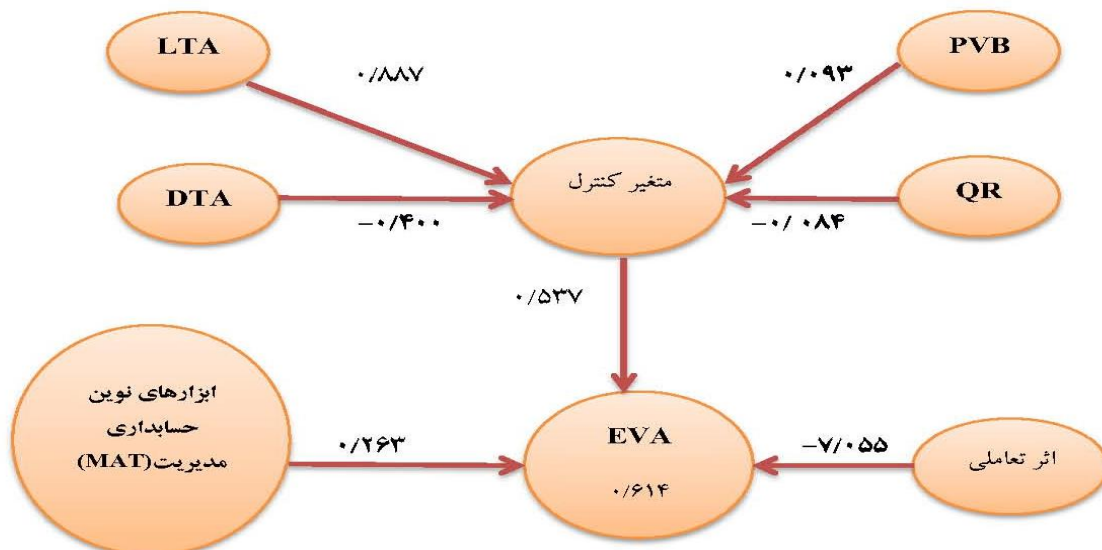 LTA
PVB
۰/۸۸۷
۰/۰۹۳
متغیر کنترل
DTA
QR
−۰/۴۰۰
−۰/۰۸۴
۰/۵۳۷
ابزارهای نوین
حسابداری
مدیریت(MAT)
۰/۲۶۳
EVA
۰/۶۱۴
−۷/۰۵۵
اثر تعاملی